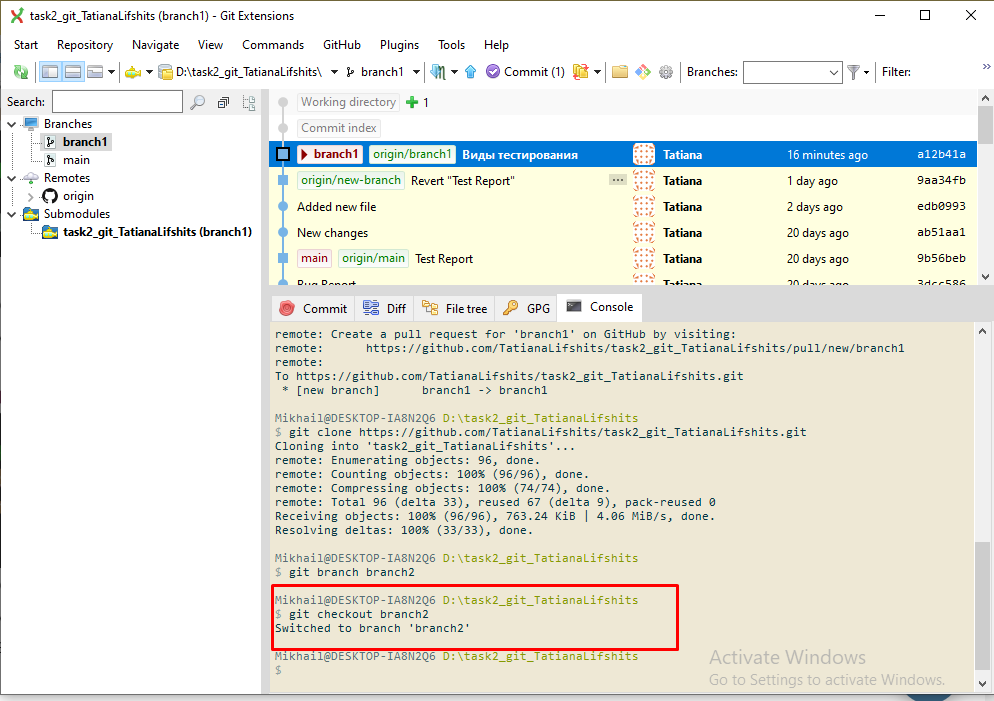 task2_git_TatianaLifshits (branch1) - Git Extensions
Start Repository Navigate View Commands GitHub Plugins Tools Help
D:\task2_git_TatianaLifshits\ branch1 Commit (1) Branches: Filter:
Search:
Branches
branch1
main
Remotes
origin
Submodules
task2_git_TatianaLifshits (branch1)
Working directory 1
Commit index
branch1 origin/branch1 Виды тестирования Tatiana 16 minutes ago a12b41a
origin/new-branch Revert "Test Report" Tatiana 1 day ago 9aa34fb
Added new file Tatiana 2 days ago edb0993
New changes Tatiana 20 days ago ab51aa1
main origin/main Test Report Tatiana 20 days ago 9b56beb
Bug Report Tatiana 20 days ago 3dcc586
Commit Diff File tree GPG Console
remote: Create a pull request for 'branch1' on GitHub by visiting:
remote: https://github.com/TatianaLifshits/task2_git_TatianaLifshits/pull/new/branch1
remote:
To https://github.com/TatianaLifshits/task2_git_TatianaLifshits.git
* [new branch] branch1 -> branch1
Mikhail@DESKTOP-IA8N2Q6 D:\task2_git_TatianaLifshits
$ git clone https://github.com/TatianaLifshits/task2_git_TatianaLifshits.git
Cloning into 'task2_git_TatianaLifshits'...
remote: Enumerating objects: 96, done.
remote: Counting objects: 100% (96/96), done.
remote: Compressing objects: 100% (74/74), done.
remote: Total 96 (delta 33), reused 67 (delta 9), pack-reused 0
Receiving objects: 100% (96/96), 763.24 KiB | 4.06 MiB/s, done.
Resolving deltas: 100% (33/33), done.
Mikhail@DESKTOP-IA8N2Q6 D:\task2_git_TatianaLifshits
$ git branch branch2
Mikhail@DESKTOP-IA8N2Q6 D:\task2_git_TatianaLifshits
$ git checkout branch2
Switched to branch 'branch2'
Mikhail@DESKTOP-IA8N2Q6 D:\task2_git_TatianaLifshits
$
Activate Windows
Go to Settings to activate Windows.